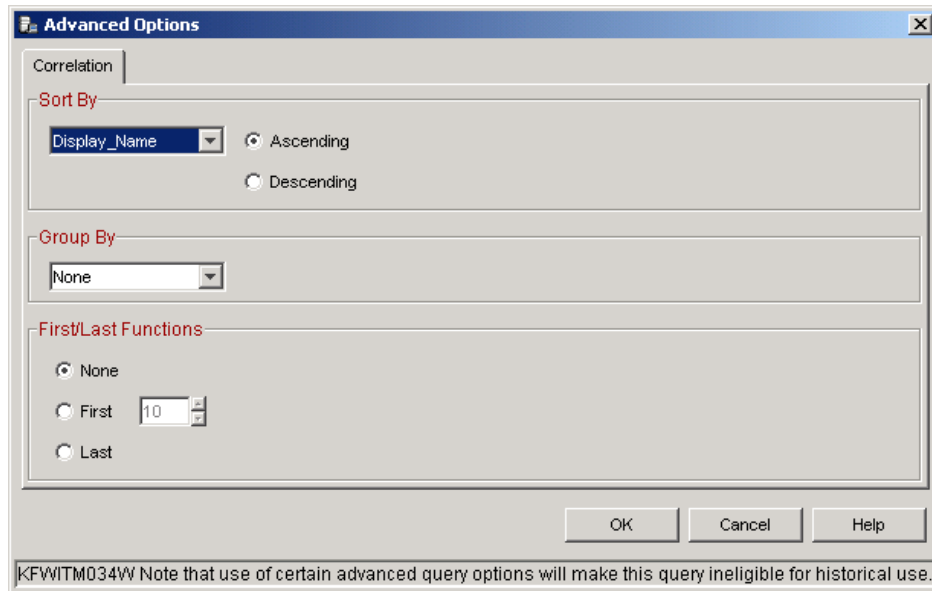 Advanced Options
Correlation
Sort By
Display_Name
Ascending
Descending
Group By
None
First/Last Functions
None
First 10
Last
OK Cancel Help
KFWITM034W Note that use of certain advanced query options will make this query ineligible for historical use.